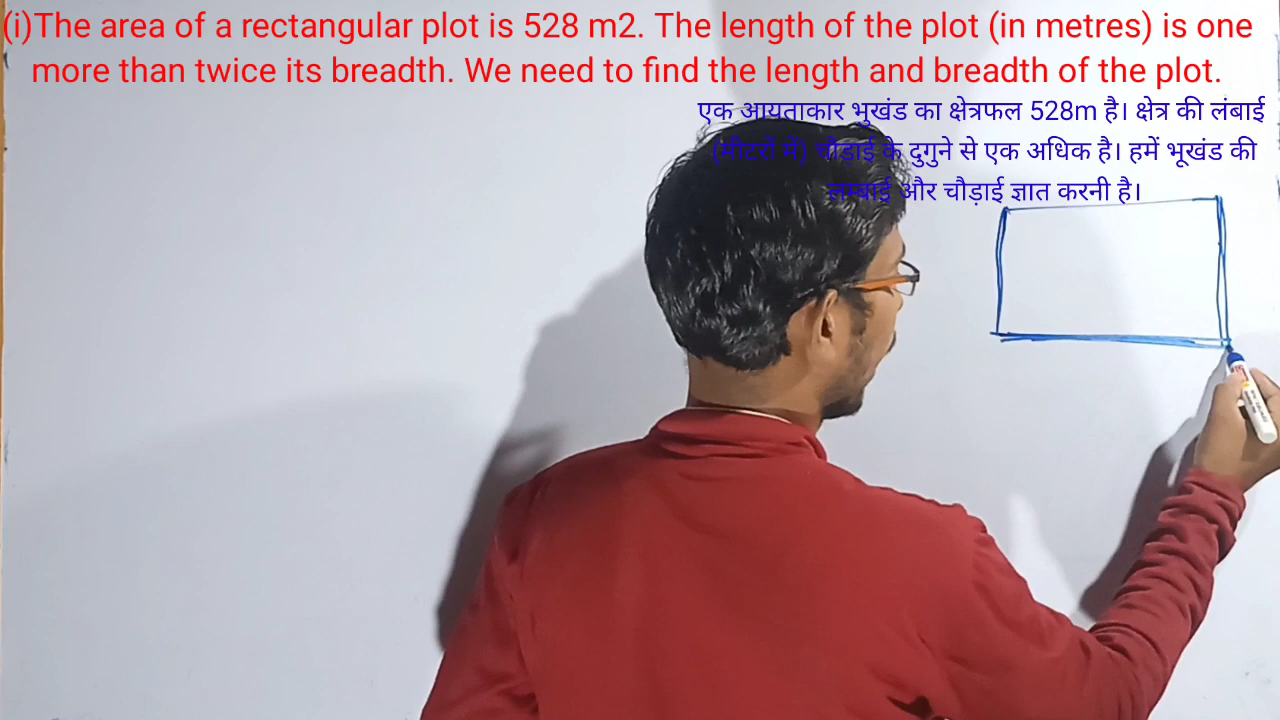 (i)The area of a rectangular plot is 528 m2. The length of the plot (in metres) is one
more than twice its breadth. We need to find the length and breadth of the plot.
एक आयताकार भुखंड का क्षेत्रफल 528m है। क्षेत्र की लंबाई
(मीटरों में) चौड़ाई के दुगुने से एक अधिक है। हमें भूखंड की
लम्बाई और चौड़ाई ज्ञात करनी है।